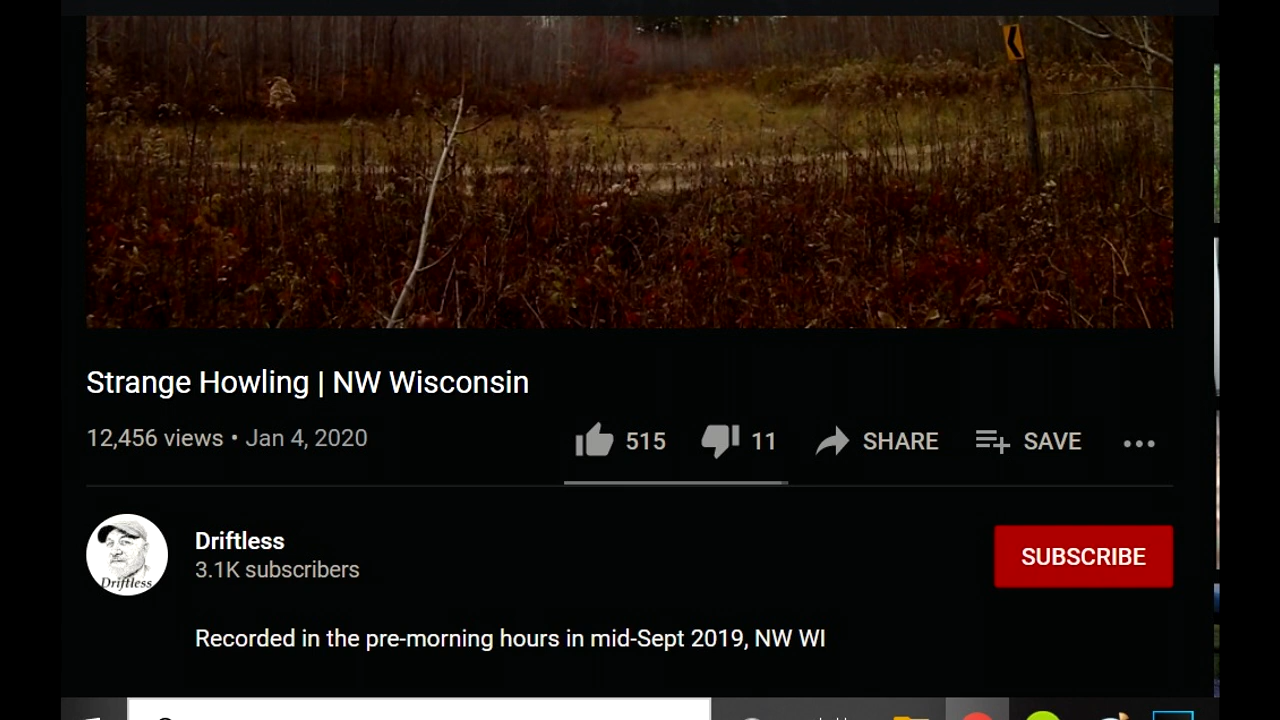 Strange Howling | NW Wisconsin
12,456 views • Jan 4, 2020
515
11
SHARE
SAVE
Driftless
Driftless
3.1K subscribers
SUBSCRIBE
Recorded in the pre-morning hours in mid-Sept 2019, NW WI